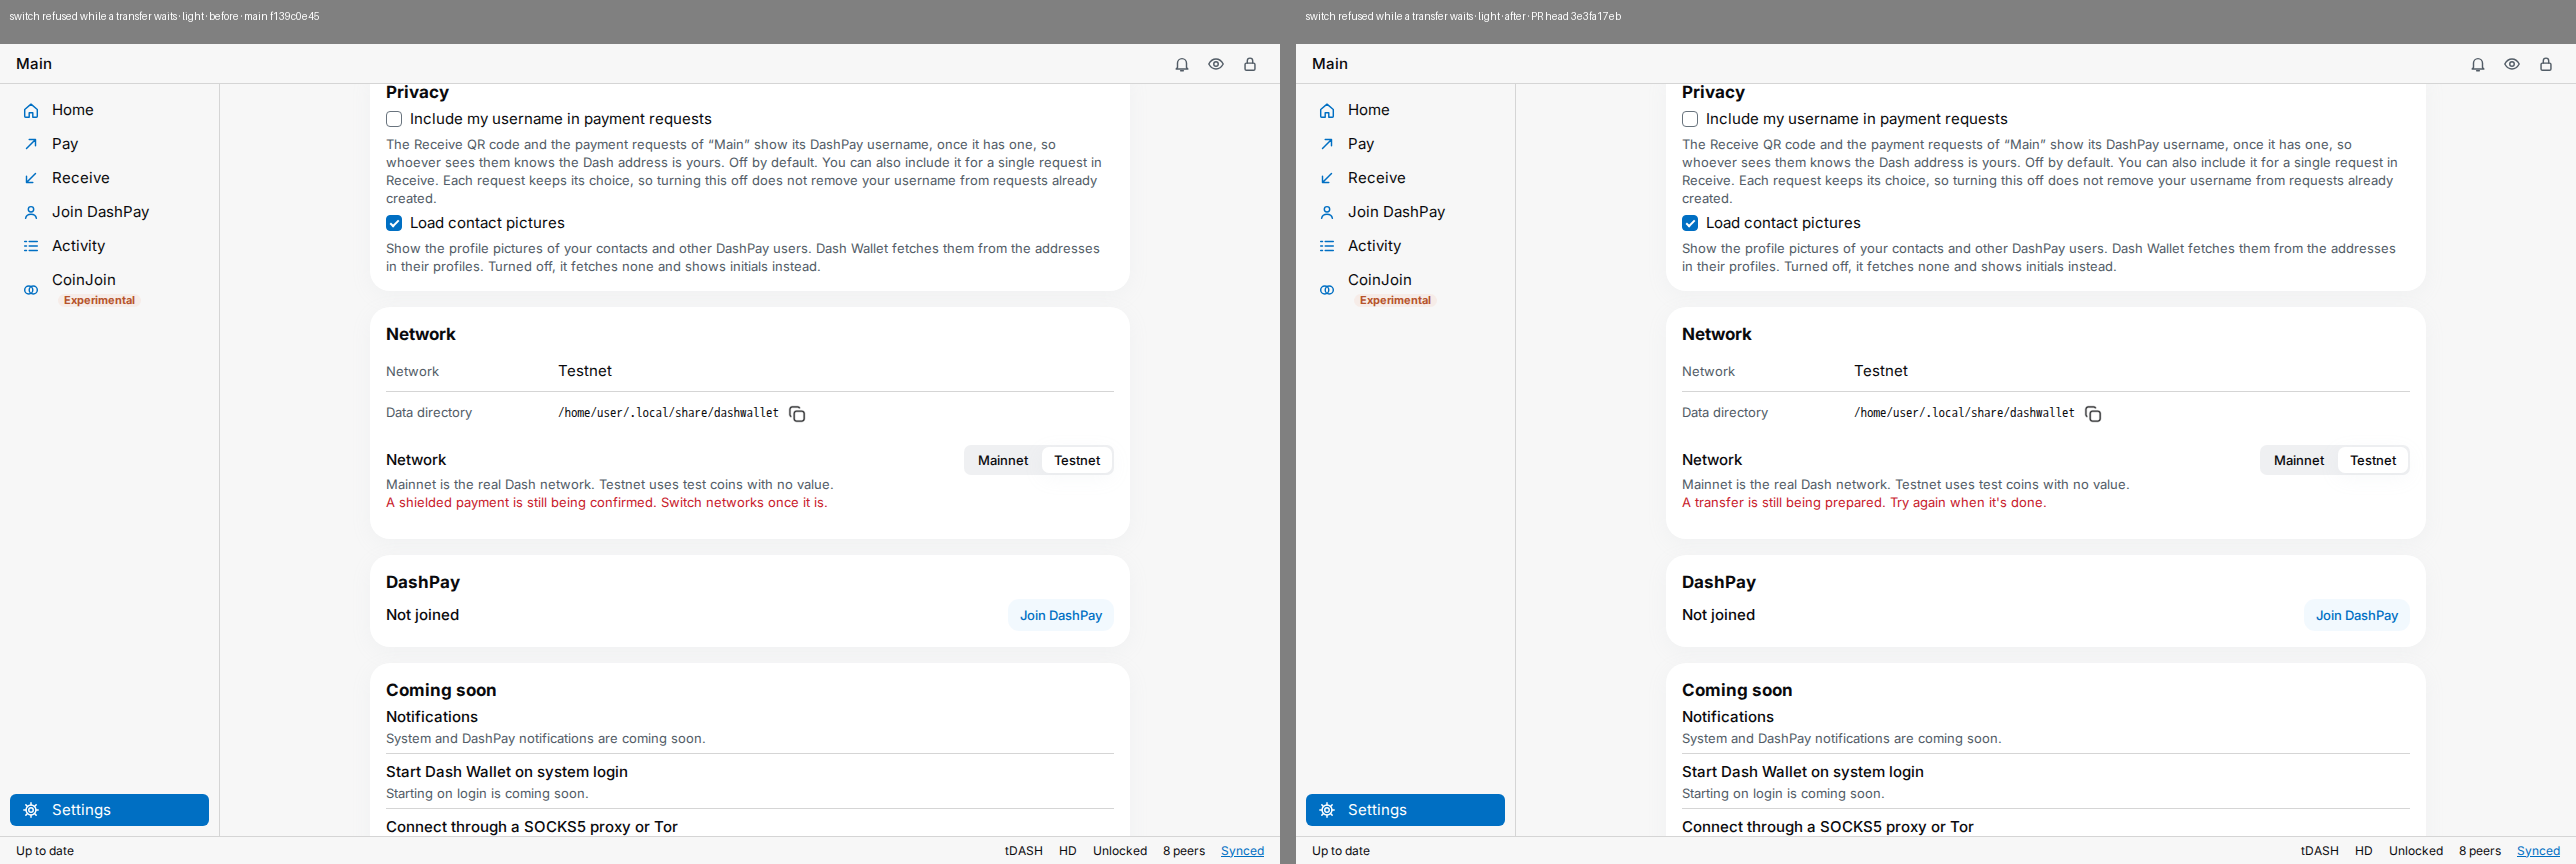 switch refused while a transfer waits · light · before · main f139c0e45
Main
Home
Pay
Receive
Join DashPay
Activity
CoinJoin
Experimental
Settings
Privacy
Include my username in payment requests
The Receive QR code and the payment requests of “Main” show its DashPay username, once it has one, so
whoever sees them knows the Dash address is yours. Off by default. You can also include it for a single request in
Receive. Each request keeps its choice, so turning this off does not remove your username from requests already
created.
Load contact pictures
Show the profile pictures of your contacts and other DashPay users. Dash Wallet fetches them from the addresses
in their profiles. Turned off, it fetches none and shows initials instead.
Network
Network Testnet
Data directory /home/user/.local/share/dashwallet
Network Mainnet Testnet
Mainnet is the real Dash network. Testnet uses test coins with no value.
A shielded payment is still being confirmed. Switch networks once it is.
DashPay
Not joined Join DashPay
Coming soon
Notifications
System and DashPay notifications are coming soon.
Start Dash Wallet on system login
Starting on login is coming soon.
Connect through a SOCKS5 proxy or Tor
Up to date tDASH HD Unlocked 8 peers Synced
switch refused while a transfer waits · light · after · PR head 3e3fa17eb
Main
Home
Pay
Receive
Join DashPay
Activity
CoinJoin
Experimental
Settings
Privacy
Include my username in payment requests
The Receive QR code and the payment requests of “Main” show its DashPay username, once it has one, so
whoever sees them knows the Dash address is yours. Off by default. You can also include it for a single request in
Receive. Each request keeps its choice, so turning this off does not remove your username from requests already
created.
Load contact pictures
Show the profile pictures of your contacts and other DashPay users. Dash Wallet fetches them from the addresses
in their profiles. Turned off, it fetches none and shows initials instead.
Network
Network Testnet
Data directory /home/user/.local/share/dashwallet
Network Mainnet Testnet
Mainnet is the real Dash network. Testnet uses test coins with no value.
A transfer is still being prepared. Try again when it's done.
DashPay
Not joined Join DashPay
Coming soon
Notifications
System and DashPay notifications are coming soon.
Start Dash Wallet on system login
Starting on login is coming soon.
Connect through a SOCKS5 proxy or Tor
Up to date tDASH HD Unlocked 8 peers Synced